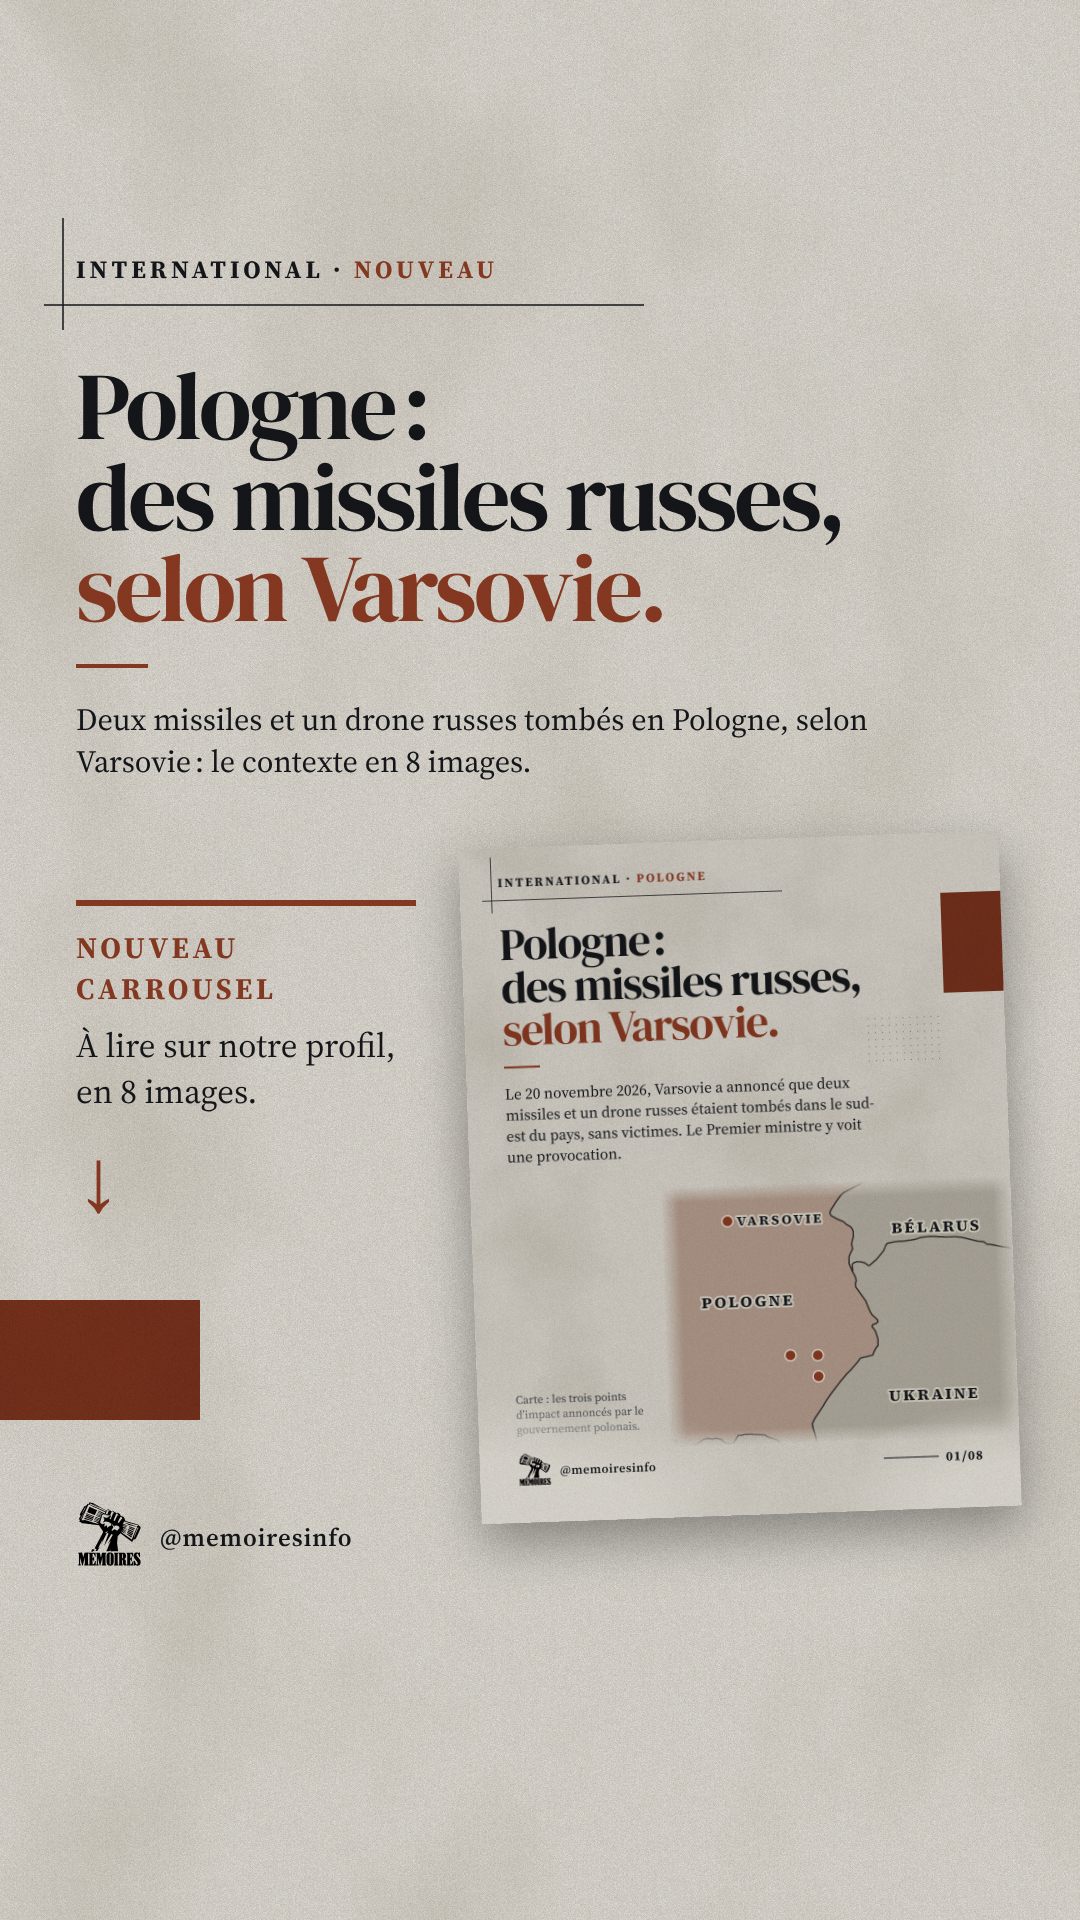 INTERNATIONAL · NOUVEAU
Pologne :
des missiles russes,
selon Varsovie.
Deux missiles et un drone russes tombés en Pologne, selon
Varsovie : le contexte en 8 images.
NOUVEAU
CARROUSEL
À lire sur notre profil,
en 8 images.
↓
MÉMOIRES
@memoiresinfo
INTERNATIONAL · POLOGNE
Pologne :
des missiles russes,
selon Varsovie.
Le 20 novembre 2026, Varsovie a annoncé que deux
missiles et un drone russes étaient tombés dans le sud-
est du pays, sans victimes. Le Premier ministre y voit
une provocation.
VARSOVIE
BÉLARUS
POLOGNE
UKRAINE
Carte : les trois points
d'impact annoncés par le
gouvernement polonais.
MÉMOIRES
@memoiresinfo
01/08